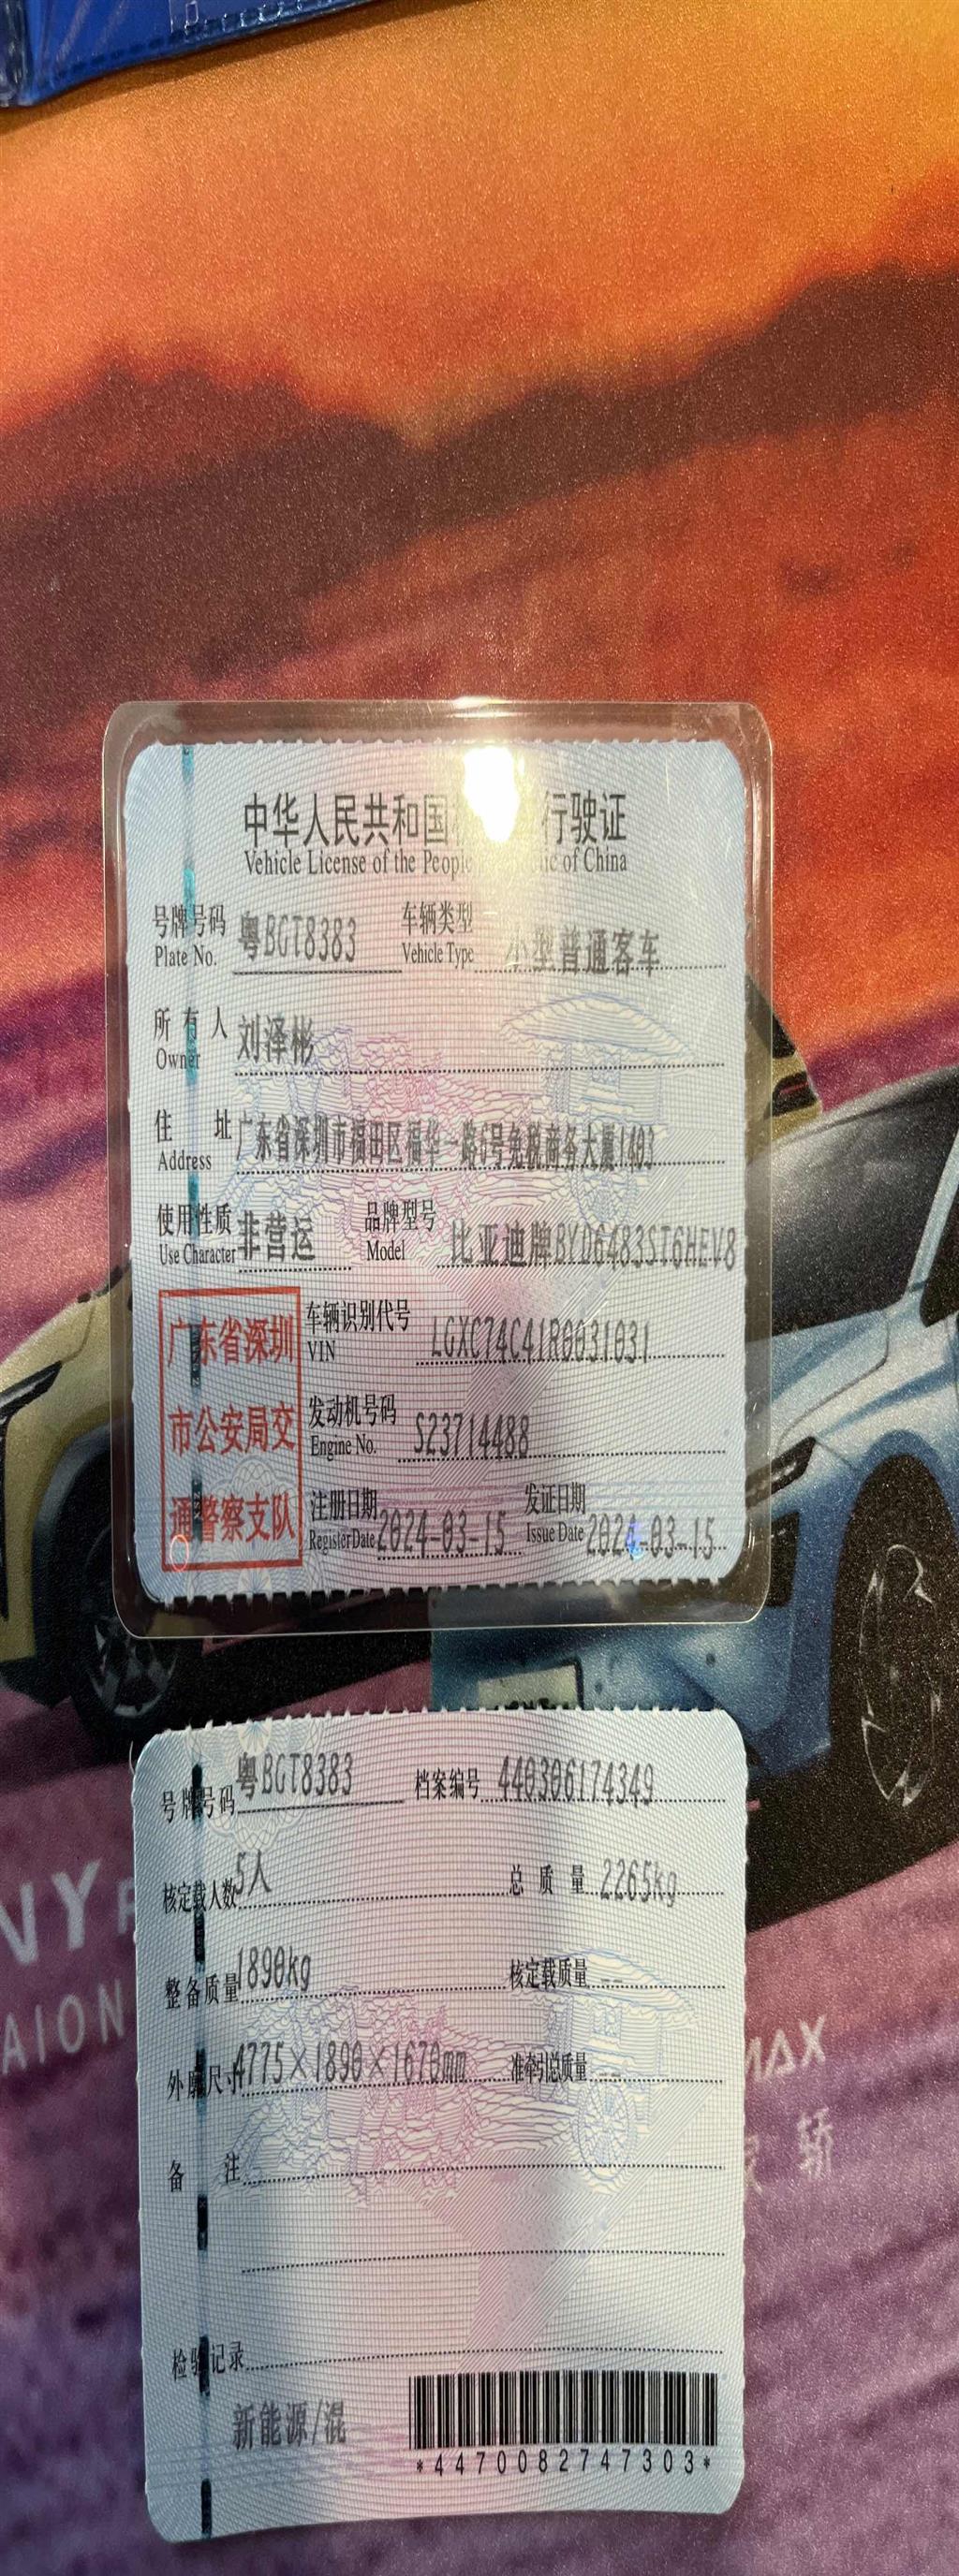 中华人民共和国 行驶证
Vehicle License of the People ic of China
号牌号码 粤BGT8383 车辆类型 小型普通客车
Plate No. Vehicle Type
所有人 刘泽彬
Owner
住址 广东省深圳市福田区福华一路6号免税商务大厦1403
Address
使用性质 非营运 品牌型号 比亚迪牌BYD6483ST6HEV8
Use Character Model
广东省深圳
市公安局交
通警察支队
车辆识别代号 LGXC74C41R0031031
VIN
发动机号码 S23714488
Engine No.
注册日期 2024-03-15 发证日期 2024-03-15
Register Date Issue Date
号牌号码 粤BGT8383 档案编号 440306174349
核定载人数 5人 总质量 2265kg
整备质量 1890kg 核定载质量 --
外廓尺寸 4775×1890×1670mm 准牵引总质量 --
备注
检验记录
新能源/混
*4470082747303*
AION
轿